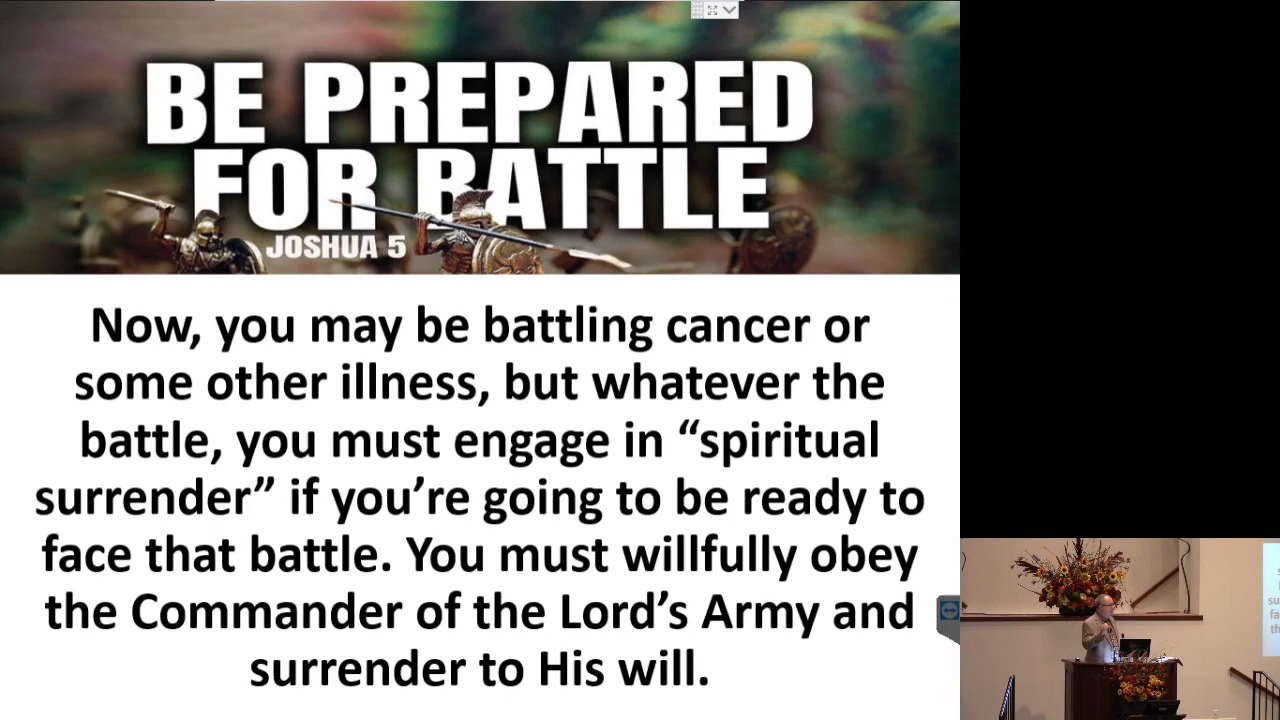 BE PREPARED
FOR BATTLE
JOSHUA 5
Now, you may be battling cancer or
some other illness, but whatever the
battle, you must engage in “spiritual
surrender” if you’re going to be ready to
face that battle. You must willfully obey
the Commander of the Lord’s Army and
surrender to His will.